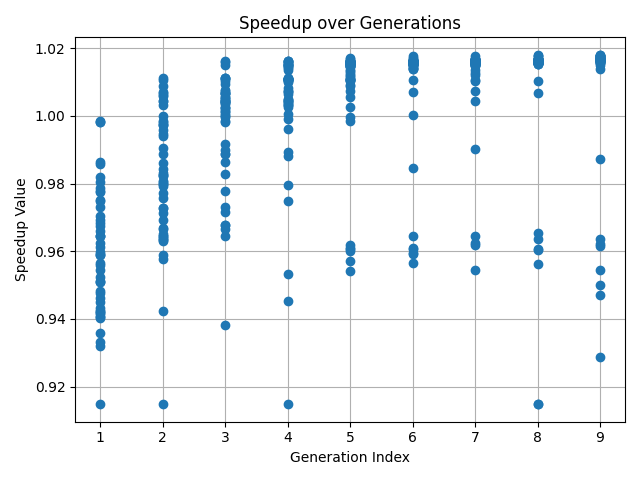 Speedup over Generations
Speedup Value
1.02
1.00
0.98
0.96
0.94
0.92
1 2 3 4 5 6 7 8 9
Generation Index